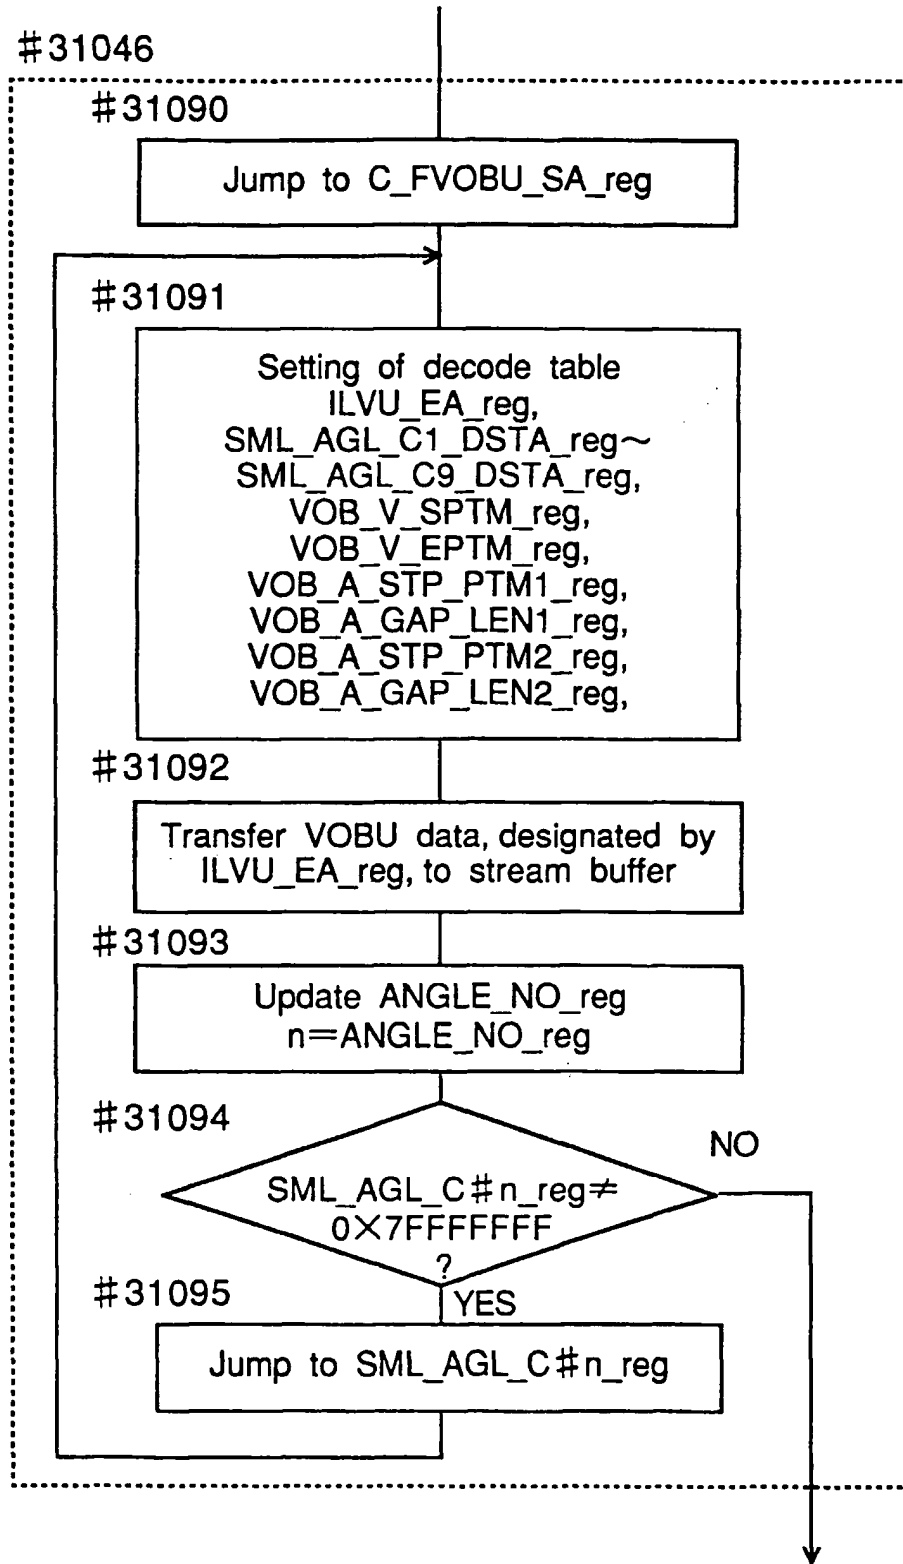 #31046
#31090
Jump to C_FVOBU_SA_reg
#31091
Setting of decode table
ILVU_EA_reg,
SML_AGL_C1_DSTA_reg~
SML_AGL_C9_DSTA_reg,
VOB_V_SPTM_reg,
VOB_V_EPTM_reg,
VOB_A_STP_PTM1_reg,
VOB_A_GAP_LEN1_reg,
VOB_A_STP_PTM2_reg,
VOB_A_GAP_LEN2_reg,
#31092
Transfer VOBU data, designated by
ILVU_EA_reg, to stream buffer
#31093
Update ANGLE_NO_reg
n=ANGLE_NO_reg
#31094
NO
SML_AGL_C#n_reg≠
0×7FFFFFFF
?
#31095
YES
Jump to SML_AGL_C#n_reg